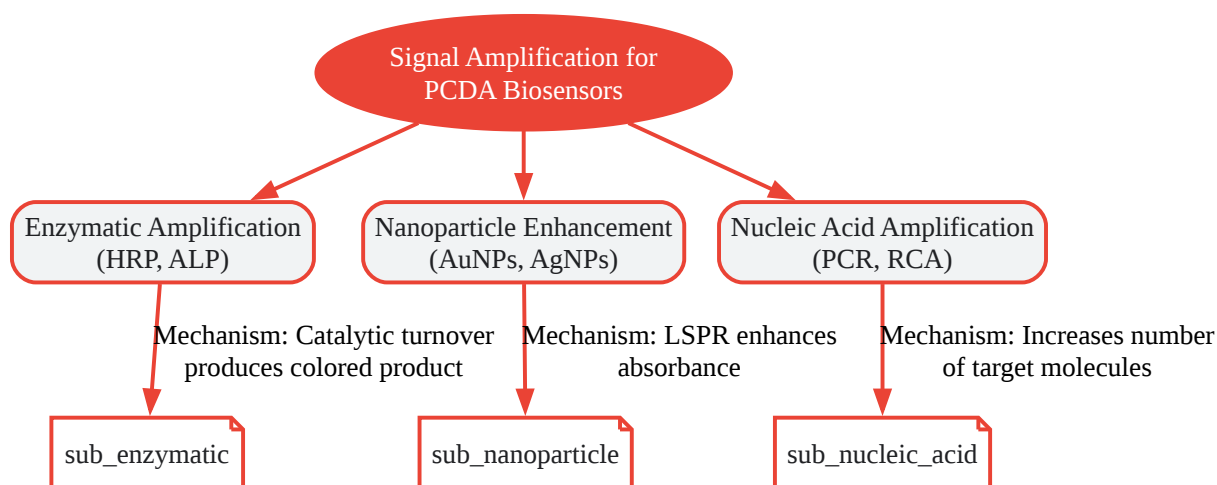 Signal Amplification for
PCDA Biosensors
Enzymatic Amplification
(HRP, ALP)
Nanoparticle Enhancement
(AuNPs, AgNPs)
Nucleic Acid Amplification
(PCR, RCA)
Mechanism: Catalytic turnover
produces colored product
Mechanism: LSPR enhances
absorbance
Mechanism: Increases number
of target molecules
sub_enzymatic
sub_nanoparticle
sub_nucleic_acid